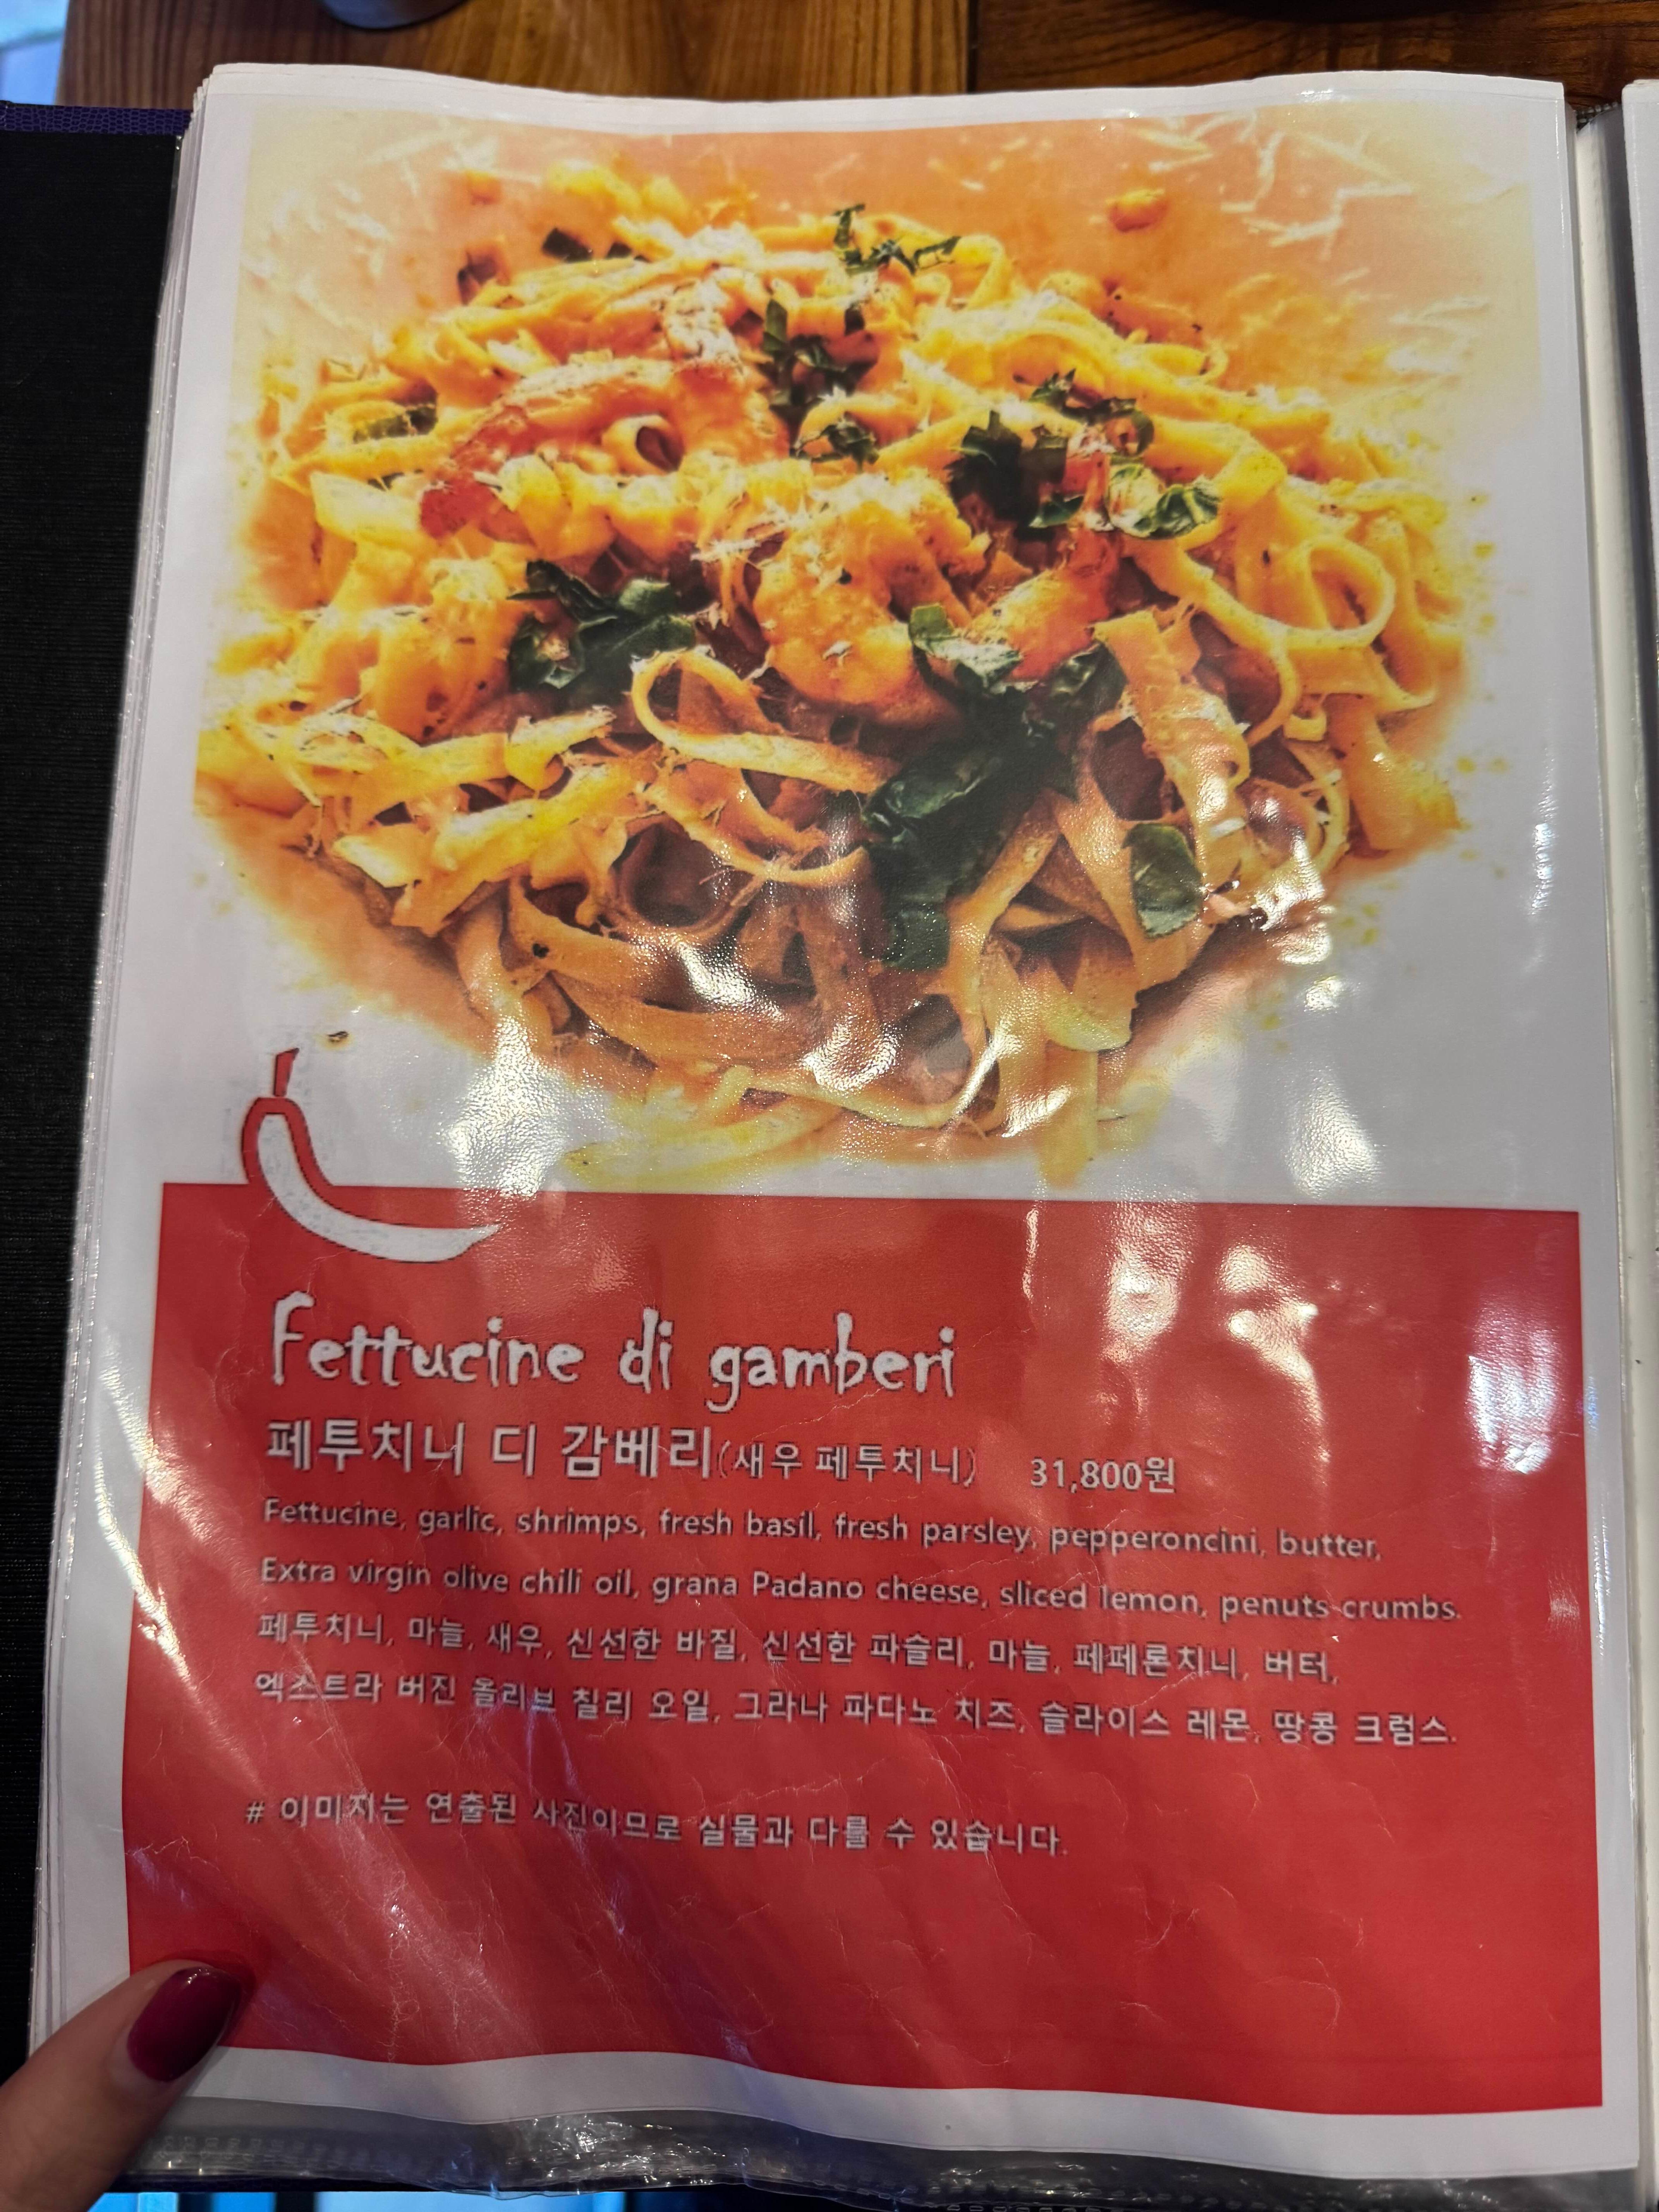 Fettucine di gamberi
페투치니 디 감베리(새우 페투치니) 31,800원
Fettucine, garlic, shrimps, fresh basil, fresh parsley, pepperoncini, butter,
Extra virgin olive chili oil, grana Padano cheese, sliced lemon, penuts-crumbs.
페투치니, 마늘, 새우, 신선한 바질, 신선한 파슬리, 마늘, 페페론치니, 버터,
엑스트라 버진 올리브 칠리 오일, 그라나 파다노 치즈, 슬라이스 레몬, 땅콩 크럼스.
# 이미지는 연출된 사진이므로 실물과 다를 수 있습니다.